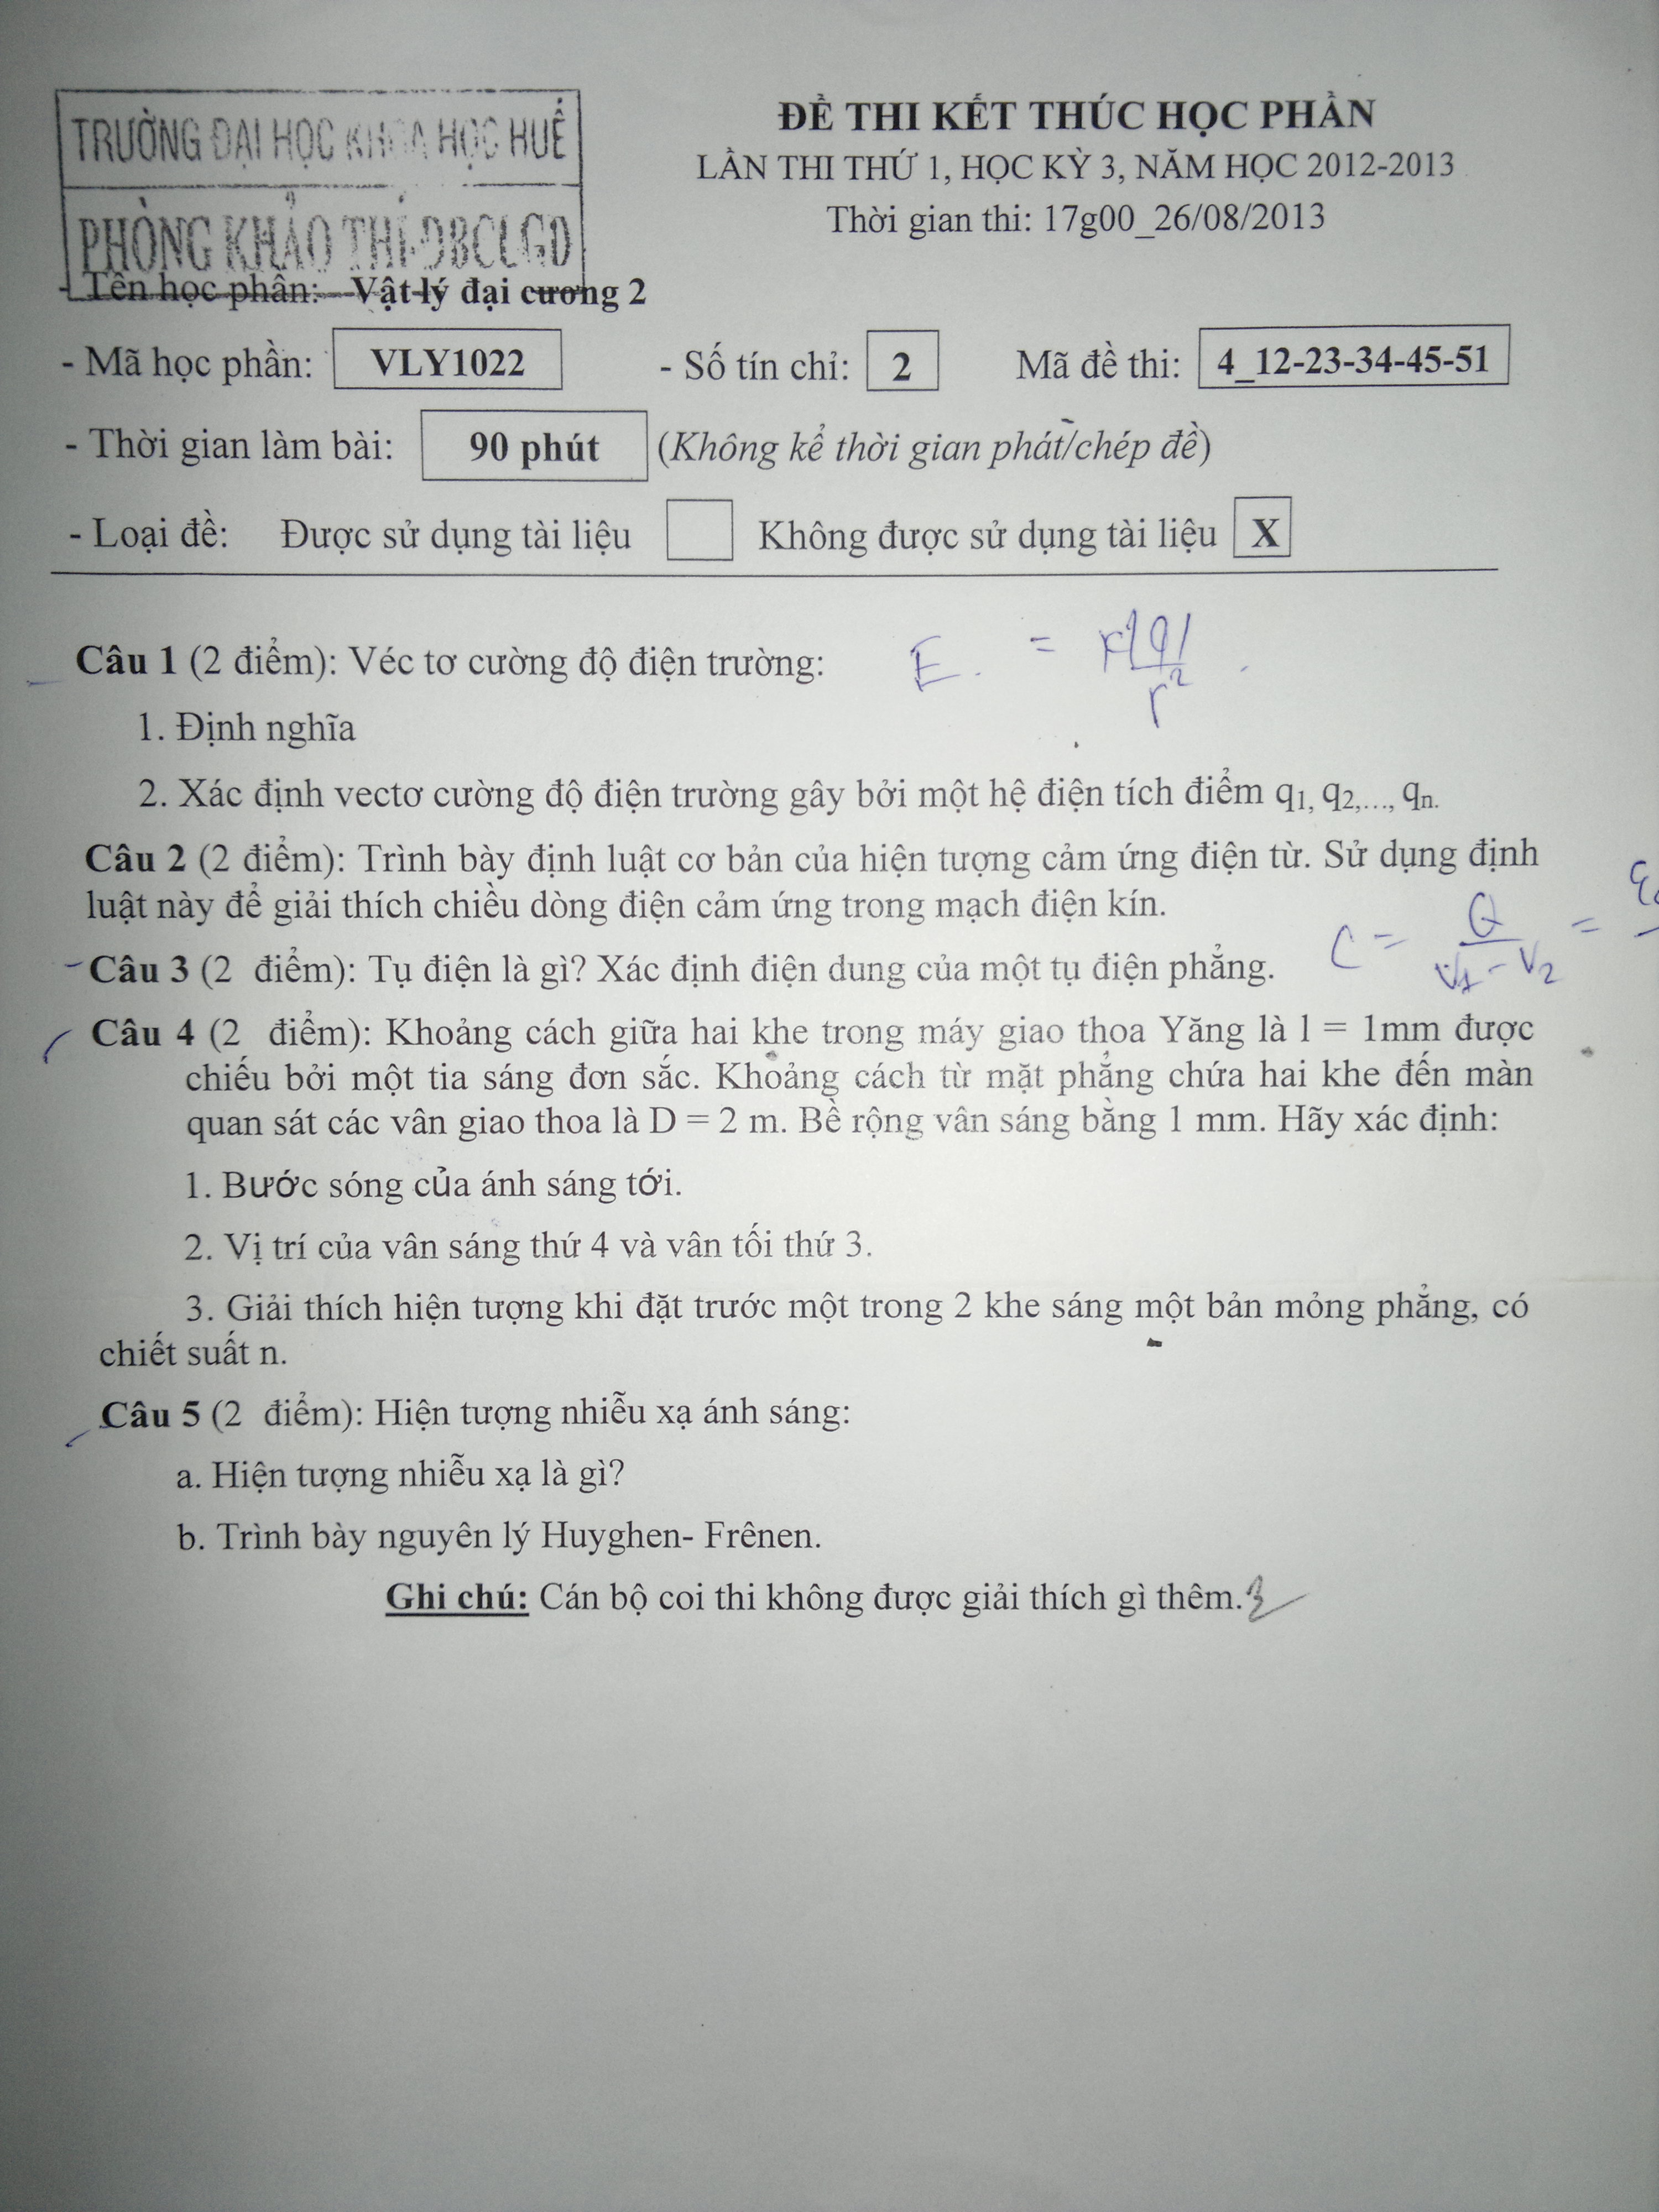 TRƯỜNG ĐẠI HỌC KHOA HỌC HUẾ
PHÒNG KHẢO THÍ-ĐBCLGD
ĐỀ THI KẾT THÚC HỌC PHẦN
LẦN THI THỨ 1, HỌC KỲ 3, NĂM HỌC 2012-2013
Thời gian thi: 17g00_26/08/2013
- Tên học phần: Vật lý đại cương 2
- Mã học phần: VLY1022 - Số tín chỉ: 2 Mã đề thi: 4_12-23-34-45-51
- Thời gian làm bài: 90 phút (Không kể thời gian phát/chép đề)
- Loại đề: Được sử dụng tài liệu Không được sử dụng tài liệu X
Câu 1 (2 điểm): Véc tơ cường độ điện trường: E = k|q|/r²
1. Định nghĩa
2. Xác định vectơ cường độ điện trường gây bởi một hệ điện tích điểm q1, q2,..., qn.
Câu 2 (2 điểm): Trình bày định luật cơ bản của hiện tượng cảm ứng điện từ. Sử dụng định
luật này để giải thích chiều dòng điện cảm ứng trong mạch điện kín.
Câu 3 (2 điểm): Tụ điện là gì? Xác định điện dung của một tụ điện phẳng. C = Q/V1 - V2 =
Câu 4 (2 điểm): Khoảng cách giữa hai khe trong máy giao thoa Yăng là l = 1mm được
chiếu bởi một tia sáng đơn sắc. Khoảng cách từ mặt phẳng chứa hai khe đến màn
quan sát các vân giao thoa là D = 2 m. Bề rộng vân sáng bằng 1 mm. Hãy xác định:
1. Bước sóng của ánh sáng tới.
2. Vị trí của vân sáng thứ 4 và vân tối thứ 3.
3. Giải thích hiện tượng khi đặt trước một trong 2 khe sáng một bản mỏng phẳng, có
chiết suất n.
Câu 5 (2 điểm): Hiện tượng nhiễu xạ ánh sáng:
a. Hiện tượng nhiễu xạ là gì?
b. Trình bày nguyên lý Huyghen- Frênen.
Ghi chú: Cán bộ coi thi không được giải thích gì thêm.